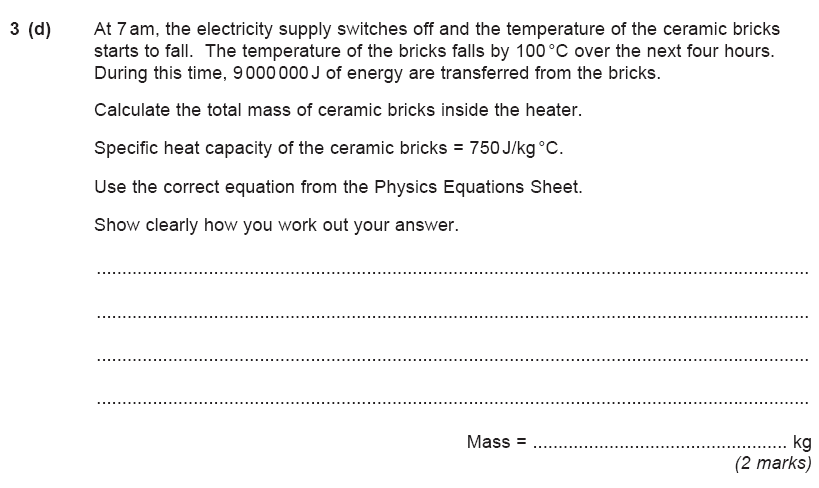 3 (d) At 7 am, the electricity supply switches off and the temperature of the ceramic bricks
starts to fall. The temperature of the bricks falls by 100 °C over the next four hours.
During this time, 9 000 000 J of energy are transferred from the bricks.
Calculate the total mass of ceramic bricks inside the heater.
Specific heat capacity of the ceramic bricks = 750 J/kg °C.
Use the correct equation from the Physics Equations Sheet.
Show clearly how you work out your answer.
Mass = .................................................. kg
(2 marks)